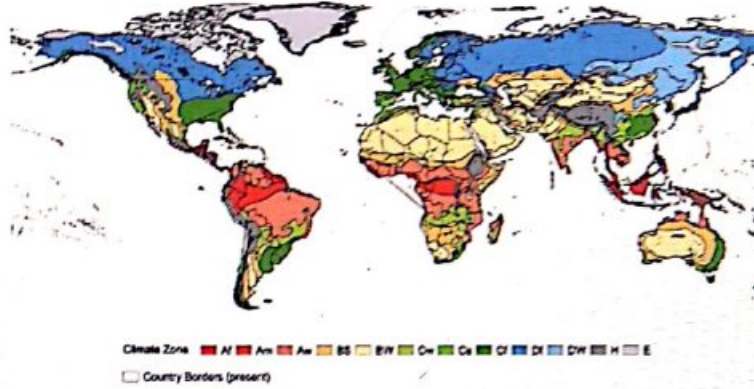 Climate Zone Af Am Aw BS BW Cw Cs Cf Df DW H E
Country Borders (present)